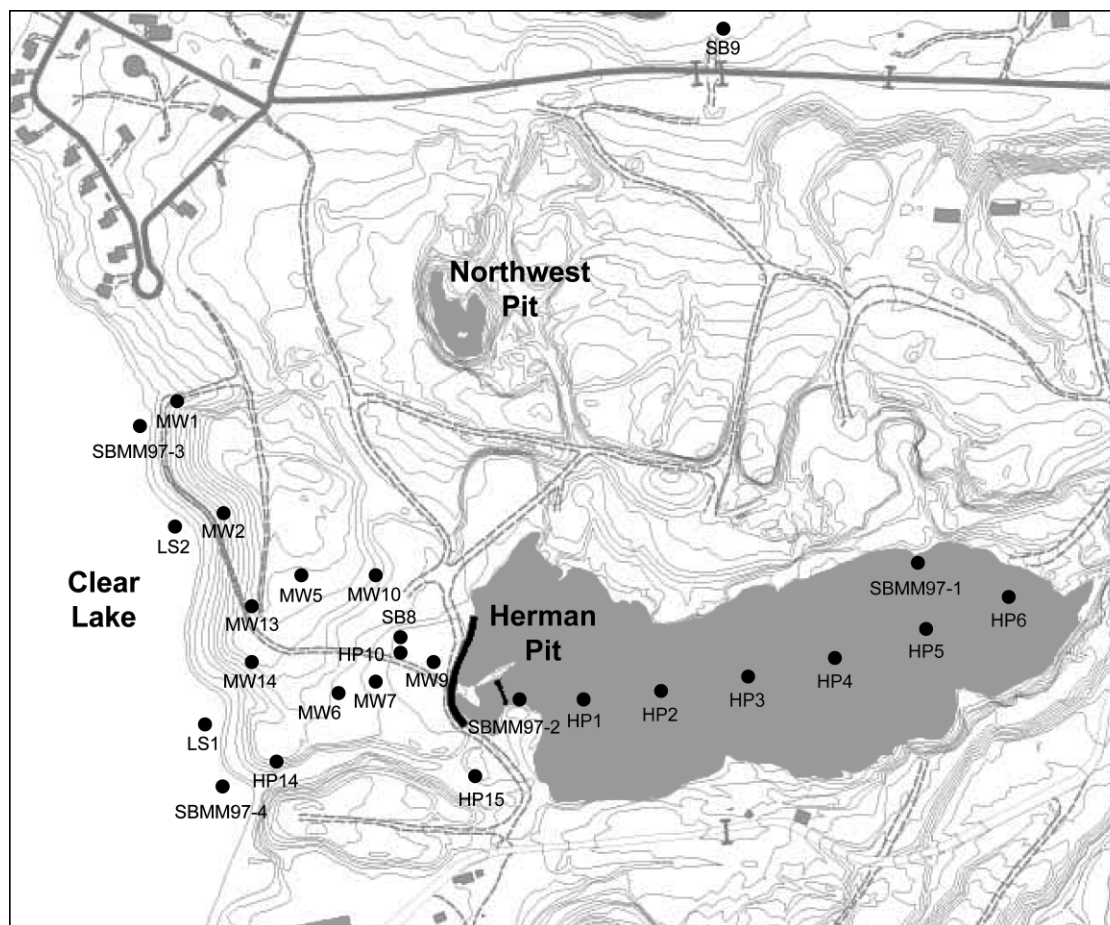 SB9
Northwest
Pit
MW1
SBMM97-3
MW2
LS2
Clear
Lake
MW5
MW10
SBMM97-1
MW13
SB8
Herman
Pit
HP6
HP10
HP5
MW14
MW9
HP4
MW7
MW6
HP3
HP2
SBMM97-2
HP1
LS1
HP14
HP15
SBMM97-4